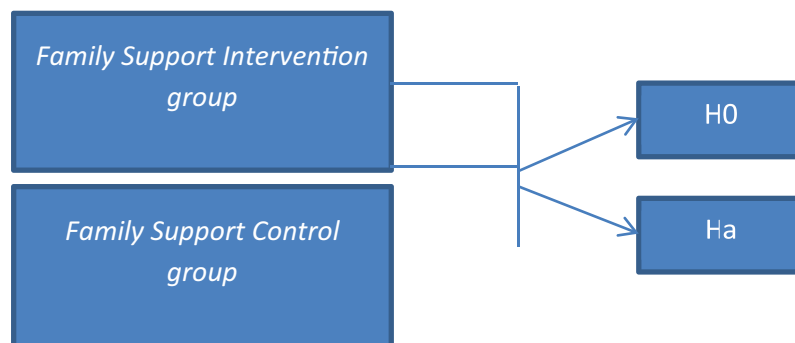 Family Support Intervention
group
H0
Family Support Control
group
Ha